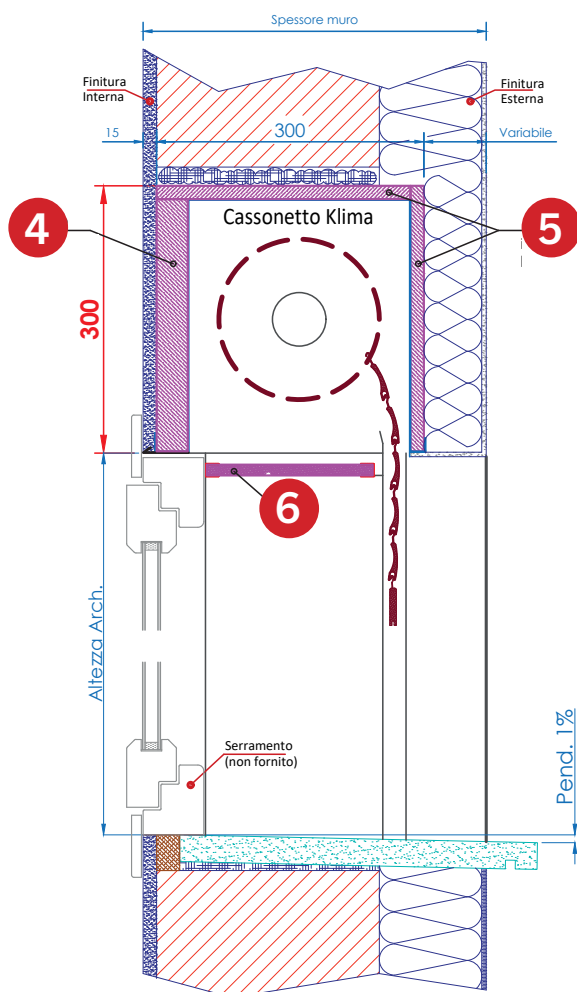 Spessore muro
Finitura
Interna
Finitura
Esterna
15
300
Variabile
Cassonetto Klima
4
5
300
6
Altezza Arch.
Serramento
(non fornito)
Pend. 1%